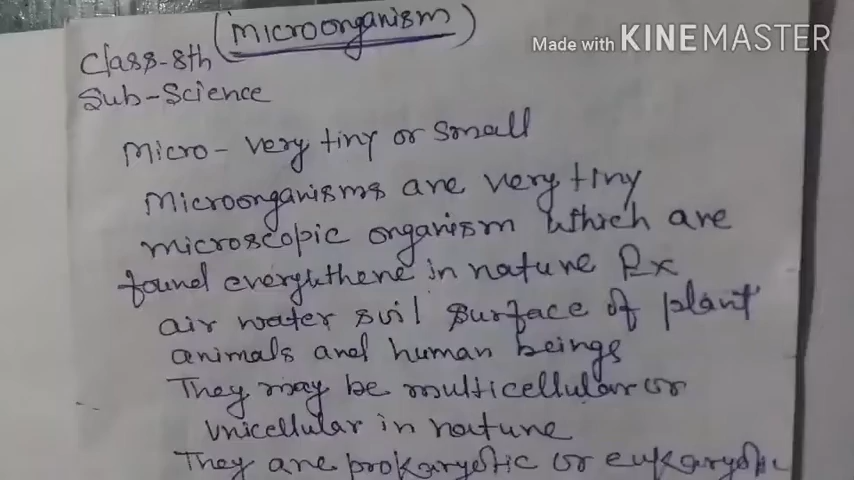 (Microorganism)
Made with KINEMASTER
Class-8th
Sub-Science
Micro - very tiny or small
Microorganisms are very tiny
microscopic organism which are
found everywhere in nature Ex
air water soil surface of plant
animals and human beings
They may be multicellular or
unicellular in nature
They are prokaryotic or eukaryotic